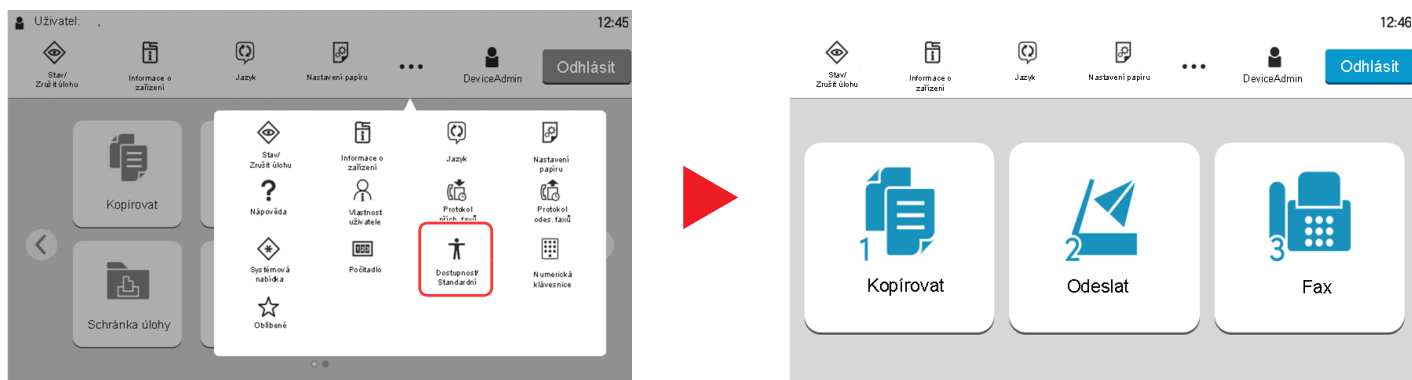 Uživatel: ,
12:45
Stav/
Zrušit úlohu
Informace o
zařízení
Jazyk
Nastavení papíru
DeviceAdmin
Odhlásit
Kopírovat
Schránka úlohy
Stav/
Zrušit úlohu
Informace o
zařízení
Jazyk
Nastavení
papíru
Nápověda
Vlastnost
uživatele
Protokol
přích. faxů
Protokol
odes. faxů
Systémová
nabídka
Počítadlo
Dostupnost/
Standardní
Numerická
klávesnice
Oblíbené
12:46
Stav/
Zrušit úlohu
Informace o
zařízení
Jazyk
Nastavení papíru
DeviceAdmin
Odhlásit
1
Kopírovat
2
Odeslat
3
Fax